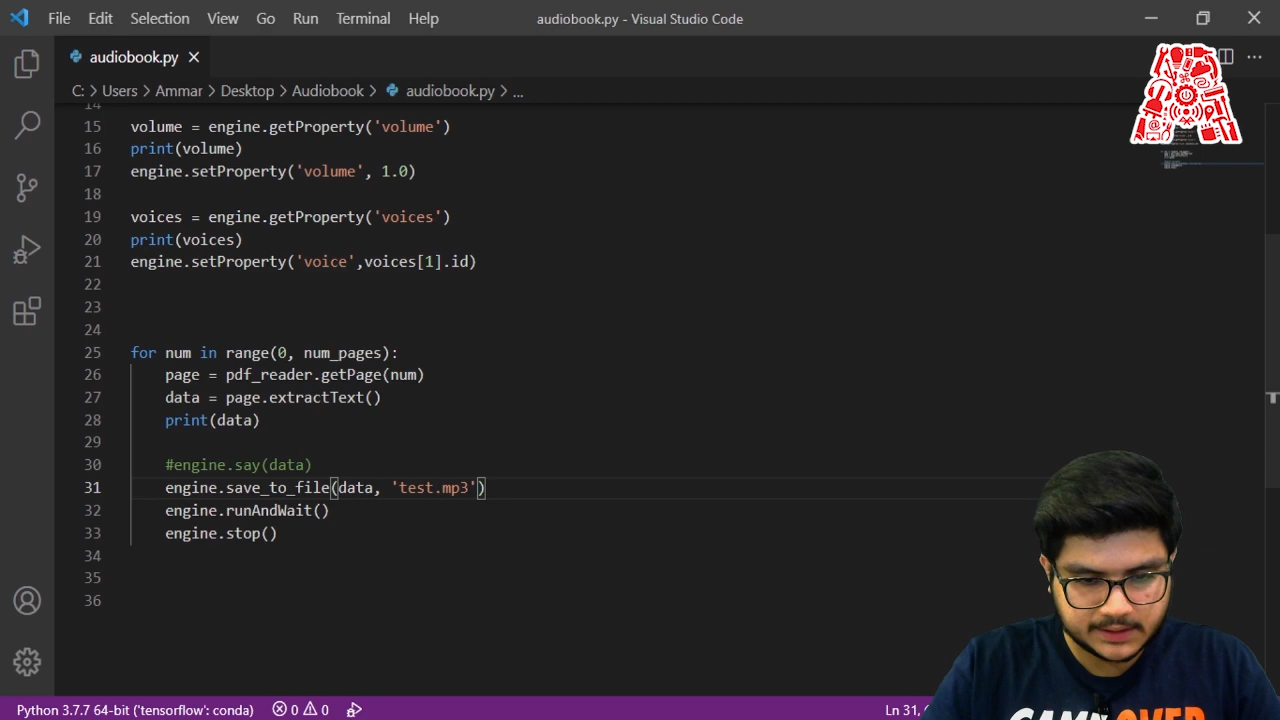 File Edit Selection View Go Run Terminal Help audiobook.py - Visual Studio Code
audiobook.py
C: > Users > Ammar > Desktop > Audiobook > audiobook.py > ...
14
15 volume = engine.getProperty('volume')
16 print(volume)
17 engine.setProperty('volume', 1.0)
18
19 voices = engine.getProperty('voices')
20 print(voices)
21 engine.setProperty('voice',voices[1].id)
22
23
24
25 for num in range(0, num_pages):
26 page = pdf_reader.getPage(num)
27 data = page.extractText()
28 print(data)
29
30 #engine.say(data)
31 engine.save_to_file(data, 'test.mp3')
32 engine.runAndWait()
33 engine.stop()
34
35
36
Python 3.7.7 64-bit ('tensorflow': conda) 0 0 Ln 31,